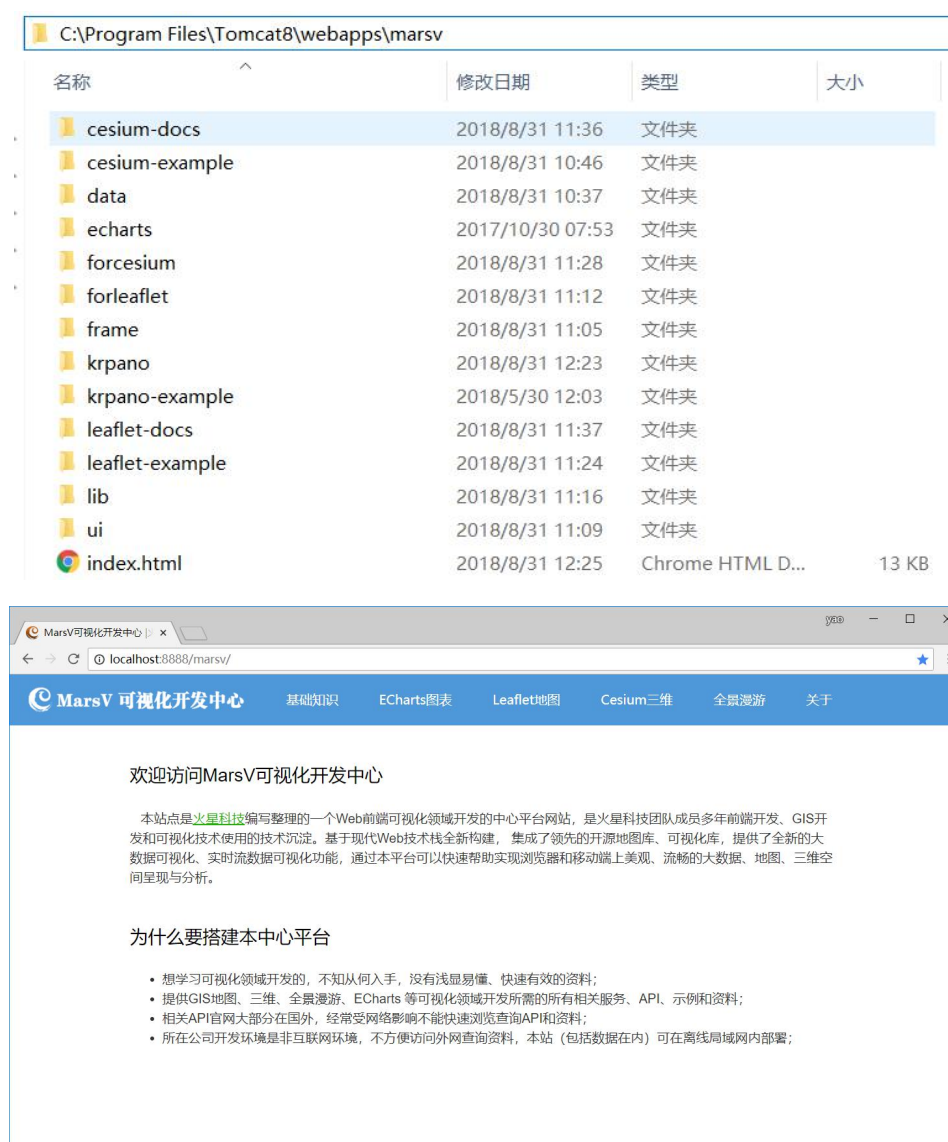 C:\Program Files\Tomcat8\webapps\marsv
名称 修改日期 类型 大小
cesium-docs 2018/8/31 11:36 文件夹
cesium-example 2018/8/31 10:46 文件夹
data 2018/8/31 10:37 文件夹
echarts 2017/10/30 07:53 文件夹
forcesium 2018/8/31 11:28 文件夹
forleaflet 2018/8/31 11:12 文件夹
frame 2018/8/31 11:05 文件夹
krpano 2018/8/31 12:23 文件夹
krpano-example 2018/5/30 12:03 文件夹
leaflet-docs 2018/8/31 11:37 文件夹
leaflet-example 2018/8/31 11:24 文件夹
lib 2018/8/31 11:16 文件夹
ui 2018/8/31 11:09 文件夹
index.html 2018/8/31 12:25 Chrome HTML D... 13 KB
yao
MarsV可视化开发中心 |
localhost:8888/marsv/
MarsV 可视化开发中心 基础知识 ECharts图表 Leaflet地图 Cesium三维 全景漫游 关于
欢迎访问MarsV可视化开发中心
本站点是火星科技编写整理的一个Web前端可视化领域开发的中心平台网站，是火星科技团队成员多年前端开发、GIS开
发和可视化技术使用的技术沉淀。基于现代Web技术栈全新构建， 集成了领先的开源地图库、可视化库，提供了全新的大
数据可视化、实时流数据可视化功能，通过本平台可以快速帮助实现浏览器和移动端上美观、流畅的大数据、地图、三维空
间呈现与分析。
为什么要搭建本中心平台
• 想学习可视化领域开发的，不知从何入手，没有浅显易懂、快速有效的资料；
• 提供GIS地图、三维、全景漫游、ECharts 等可视化领域开发所需的所有相关服务、API、示例和资料；
• 相关API官网大部分在国外，经常受网络影响不能快速浏览查询API和资料；
• 所在公司开发环境是非互联网环境，不方便访问外网查询资料，本站（包括数据在内）可在离线局域网内部署；